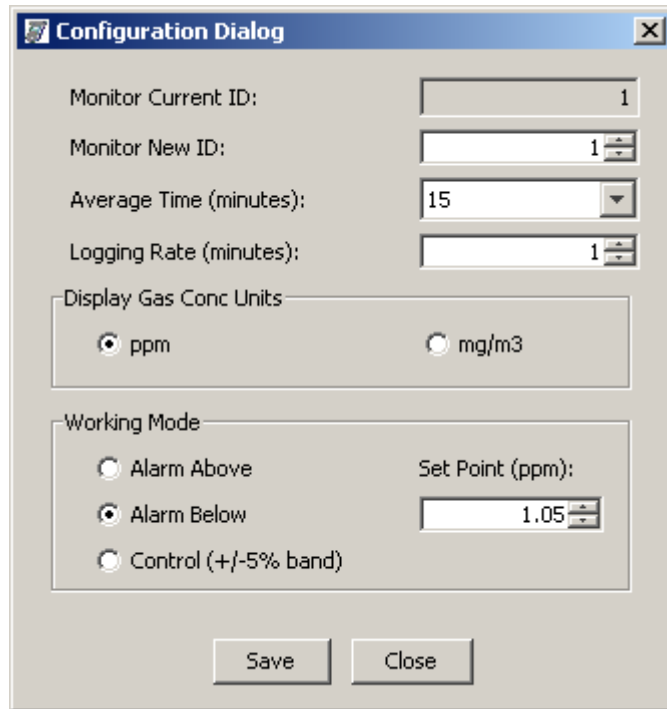 Configuration Dialog
Monitor Current ID: 1
Monitor New ID: 1
Average Time (minutes): 15
Logging Rate (minutes): 1
Display Gas Conc Units
ppm mg/m3
Working Mode
Alarm Above Set Point (ppm):
Alarm Below 1.05
Control (+/-5% band)
Save Close